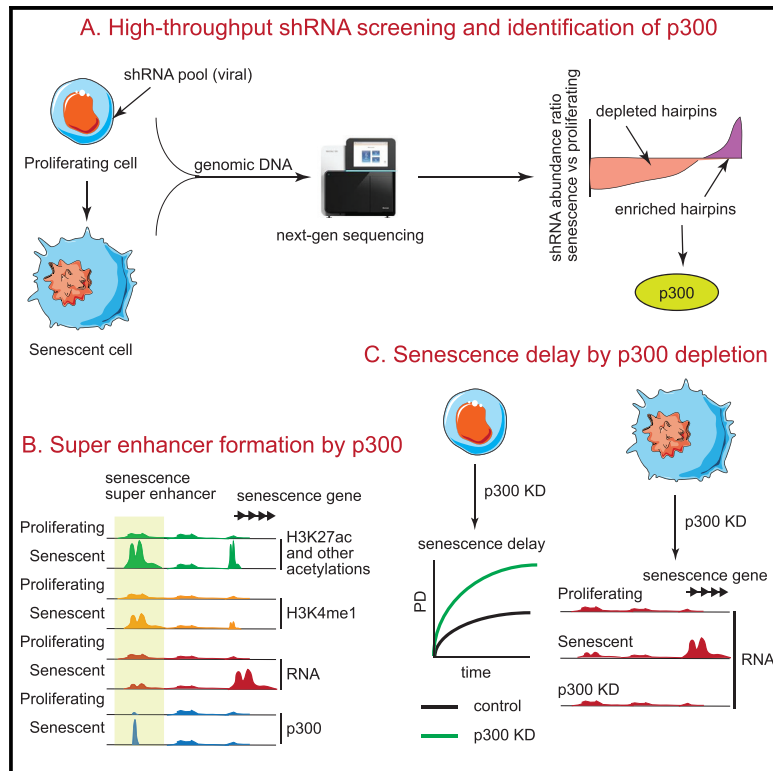 A. High-throughput shRNA screening and identification of p300
shRNA pool (viral)
Proliferating cell
Senescent cell
genomic DNA
next-gen sequencing
shRNA abundance ratio
senescence vs proliferating
depleted hairpins
enriched hairpins
p300
B. Super enhancer formation by p300
senescence
super enhancer
senescence gene
Proliferating
Senescent
H3K27ac
and other
acetylations
Proliferating
Senescent
H3K4me1
Proliferating
Senescent
RNA
Proliferating
Senescent
p300
C. Senescence delay by p300 depletion
p300 KD
senescence delay
PD
time
control
p300 KD
p300 KD
senescence gene
Proliferating
Senescent
p300 KD
RNA